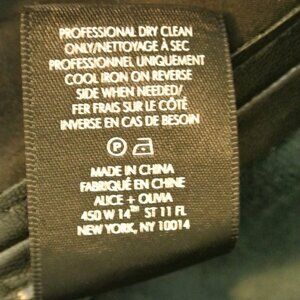 PROFESSIONAL DRY CLEAN
ONLY/NETTOYAGE À SEC
PROFESSIONNEL UNIQUEMENT
COOL IRON ON REVERSE
SIDE WHEN NEEDED/
FER FRAIS SUR LE CÔTÉ
INVERSE EN CAS DE BESOIN
P
MADE IN CHINA
FABRIQUÉ EN CHINE
ALICE + OLIVIA
450 W 14™ ST 11 FL
NEW YORK, NY 10014